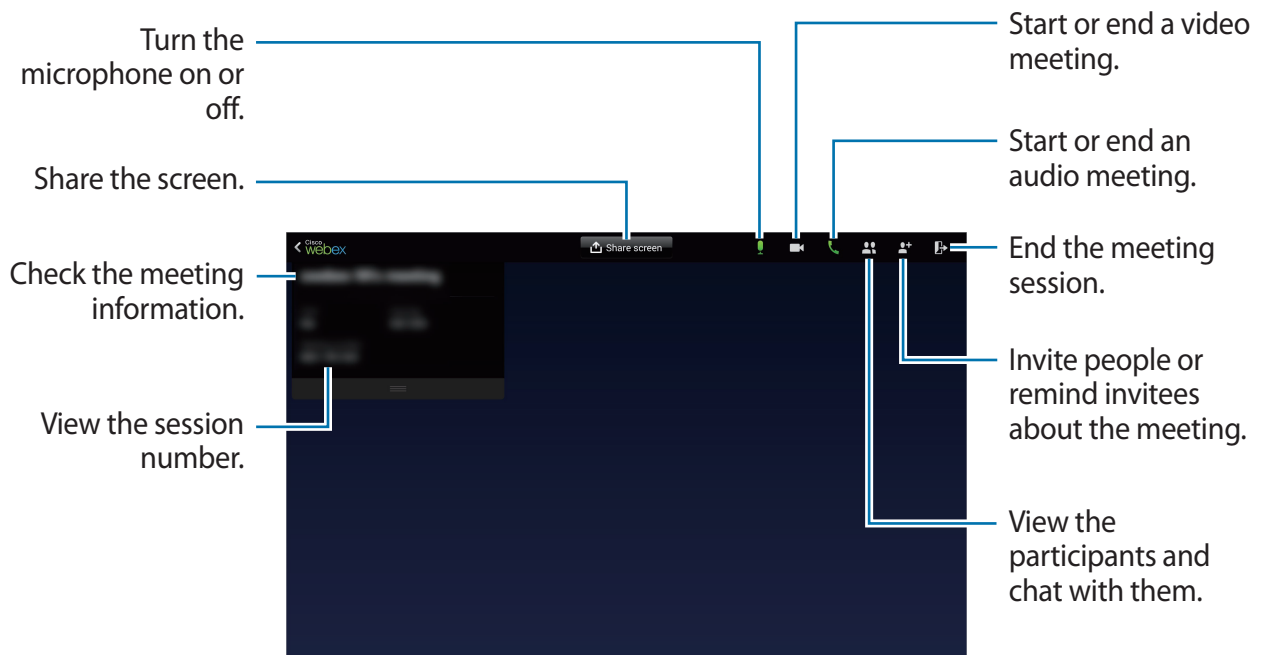 Turn the
microphone on or
off.
Share the screen.
Check the meeting
information.
View the session
number.
Start or end a video
meeting.
Start or end an
audio meeting.
End the meeting
session.
Invite people or
remind invitees
about the meeting.
View the
participants and
chat with them.
Cisco
webex
Share screen